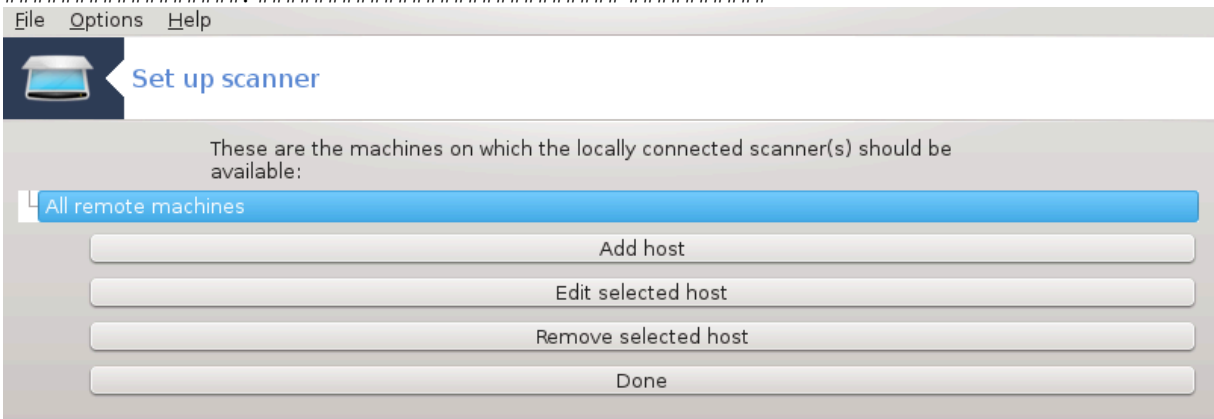 File Options Help
Set up scanner
These are the machines on which the locally connected scanner(s) should be
available:
All remote machines
Add host
Edit selected host
Remove selected host
Done